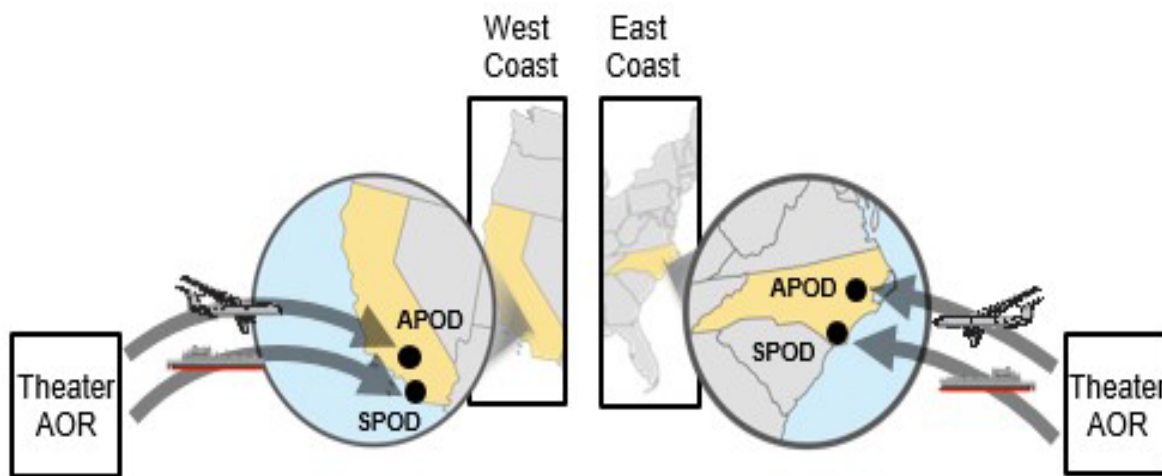 West
Coast
East
Coast
APOD
SPOD
Theater
AOR
APOD
SPOD
Theater
AOR